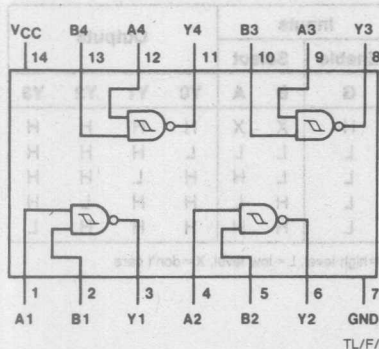 VCC B4 A4 Y4 B3 A3 Y3
14 13 12 11 10 9 8
1 2 3 4 5 6 7
A1 B1 Y1 A2 B2 Y2 GND
TL/F/